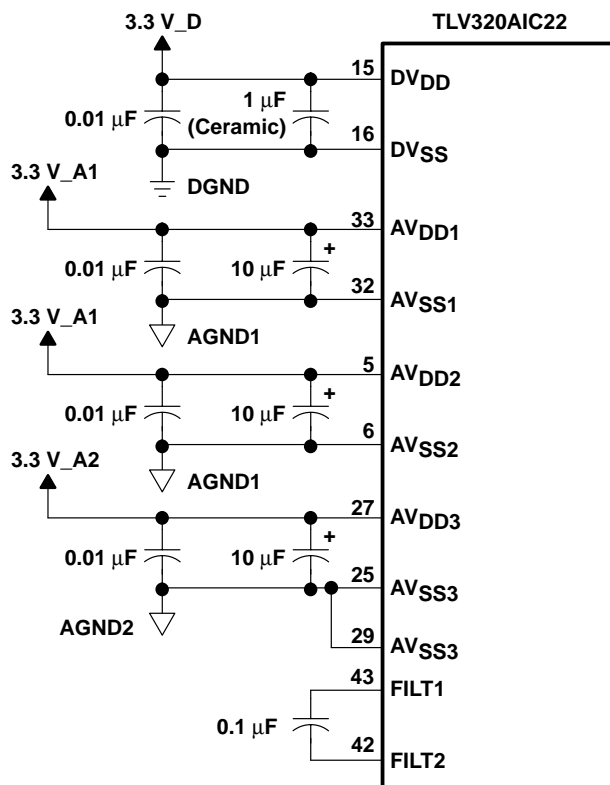 3.3 V_D
TLV320AIC22
15
DVDD
0.01 µF
1 µF
(Ceramic)
16
DVSS
DGND
3.3 V_A1
33
AVDD1
0.01 µF
10 µF
+
32
AVSS1
AGND1
3.3 V_A1
5
AVDD2
0.01 µF
10 µF
+
6
AVSS2
AGND1
3.3 V_A2
27
AVDD3
0.01 µF
10 µF
+
25
AVSS3
AGND2
29
AVSS3
43
FILT1
0.1 µF
42
FILT2